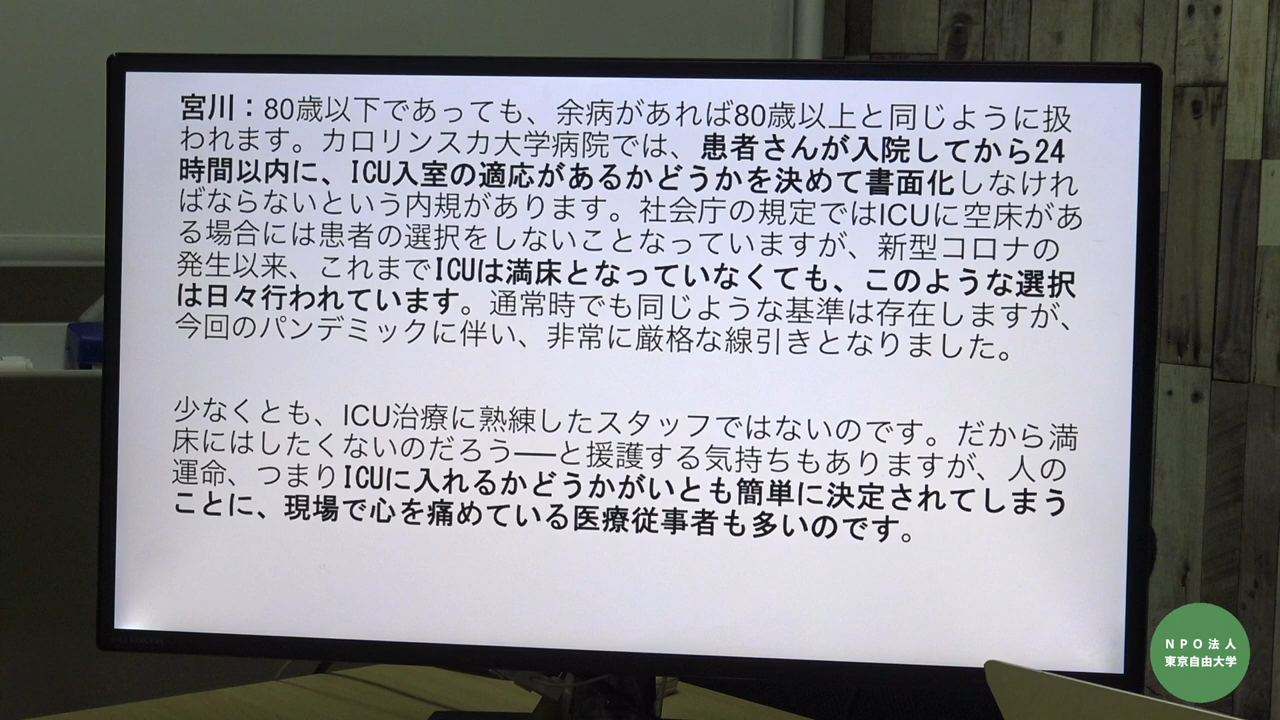 宮川：80歳以下であっても、余病があれば80歳以上と同じように扱
われます。カロリンスカ大学病院では、患者さんが入院してから24
時間以内に、ICU入室の適応があるかどうかを決めて書面化しなけれ
ばならないという内規があります。社会庁の規定ではICUに空床があ
る場合には患者の選択をしないことなっていますが、新型コロナの
発生以来、これまでICUは満床となっていなくても、このような選択
は日々行われています。通常時でも同じような基準は存在しますが、
今回のパンデミックに伴い、非常に厳格な線引きとなりました。
少なくとも、ICU治療に熟練したスタッフではないのです。だから満
床にはしたくないのだろう──と援護する気持ちもありますが、人の
運命、つまりICUに入れるかどうかがいとも簡単に決定されてしまう
ことに、現場で心を痛めている医療従事者も多いのです。
NPO法人
東京自由大学